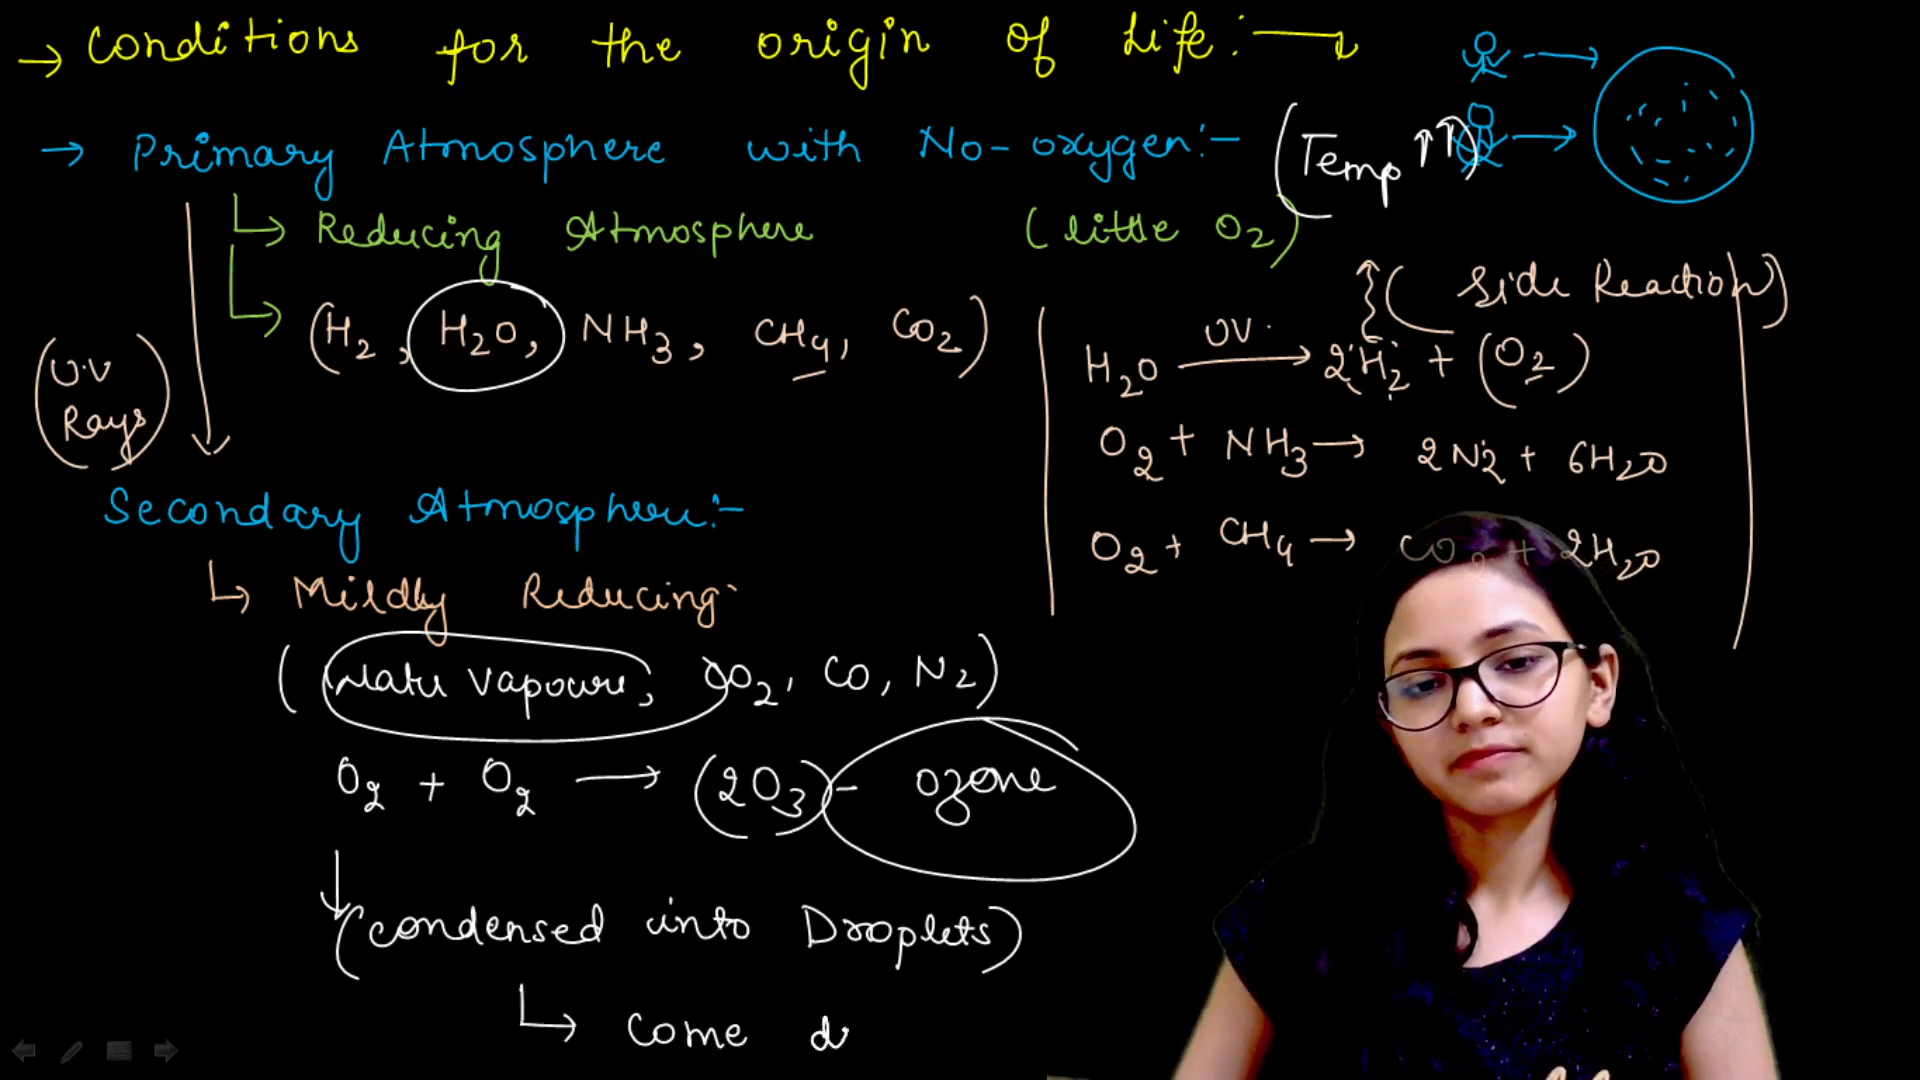 → Conditions for the origin of Life:→
→ Primary Atmosphere with No-oxygen:- (Temp ↑↑)
↳ Reducing Atmosphere (little O2)
↳ (H2, H2O, NH3, CH4, CO2)
(U.V Rays)
{( Side Reaction)
H2O UV → 2H2 + (O2)
O2 + NH3 → 2N2 + 6H2O
O2 + CH4 → CO2 + 2H2O
Secondary Atmosphere:-
↳ Mildly Reducing-
( Vapour, CO, N2)
O2 + O2 → (2O3) - Ozone
↓
(condensed into Droplets)
↳ Come d